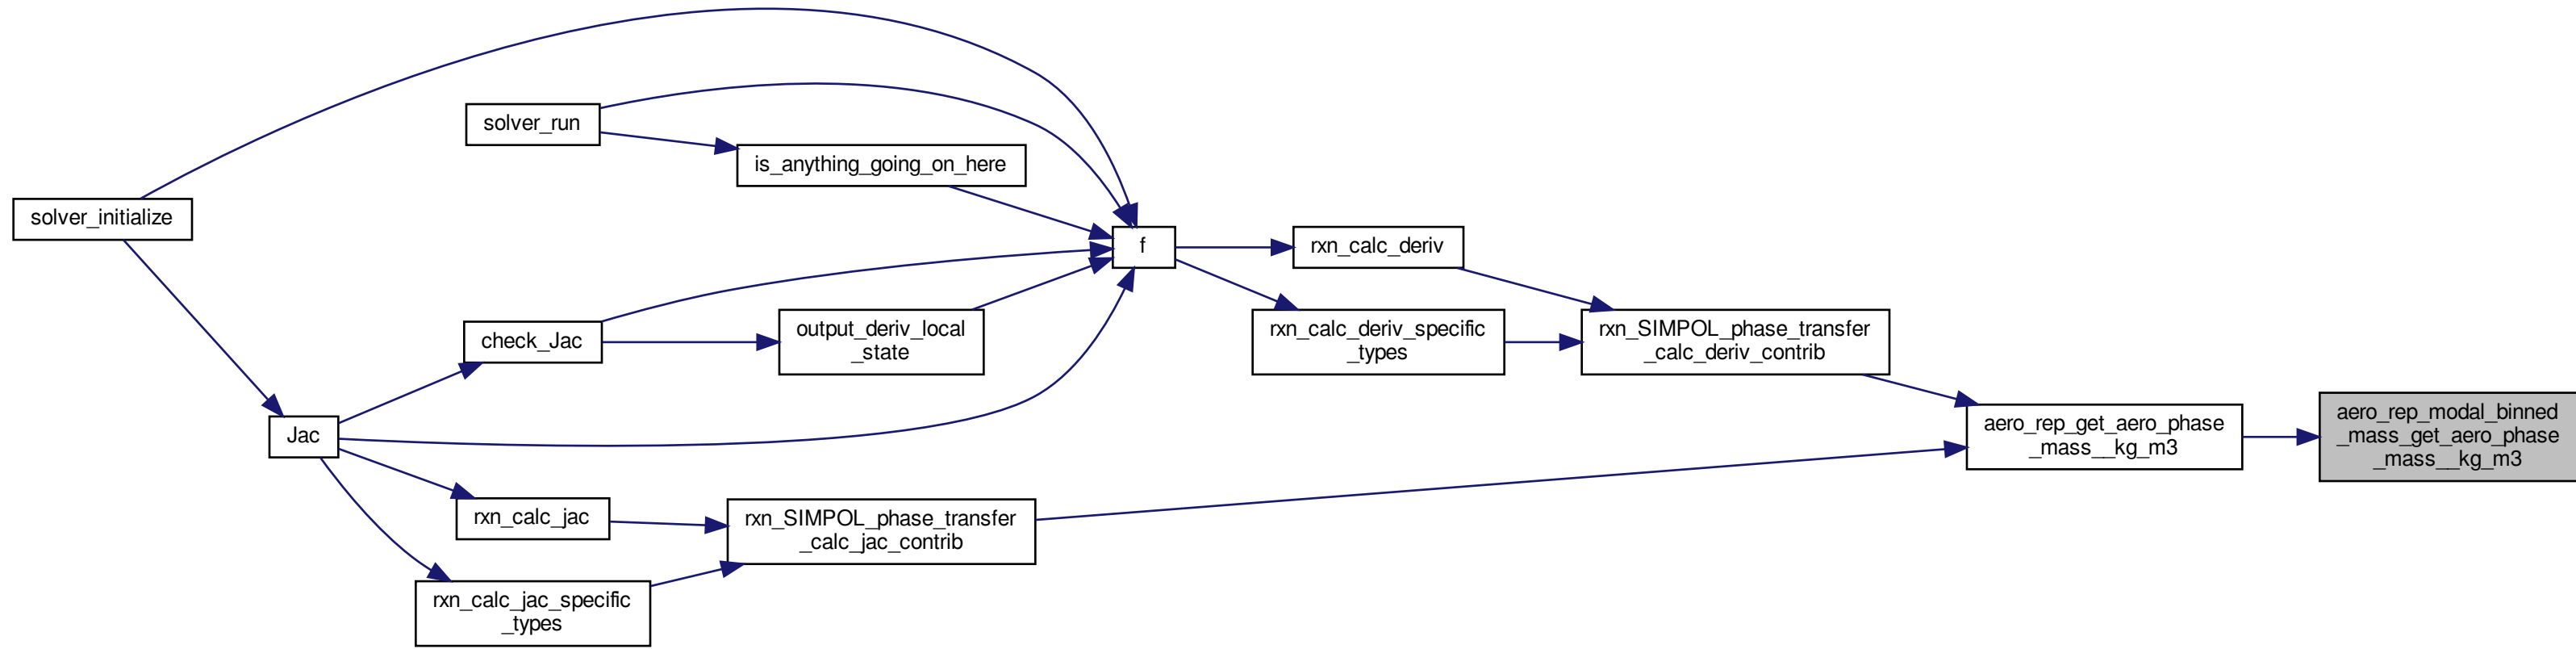 solver_run
is_anything_going_on_here
solver_initialize
f
rxn_calc_deriv
check_Jac
output_deriv_local
_state
rxn_calc_deriv_specific
_types
rxn_SIMPOL_phase_transfer
_calc_deriv_contrib
Jac
aero_rep_get_aero_phase
_mass__kg_m3
aero_rep_modal_binned
_mass_get_aero_phase
_mass__kg_m3
rxn_calc_jac
rxn_SIMPOL_phase_transfer
_calc_jac_contrib
rxn_calc_jac_specific
_types